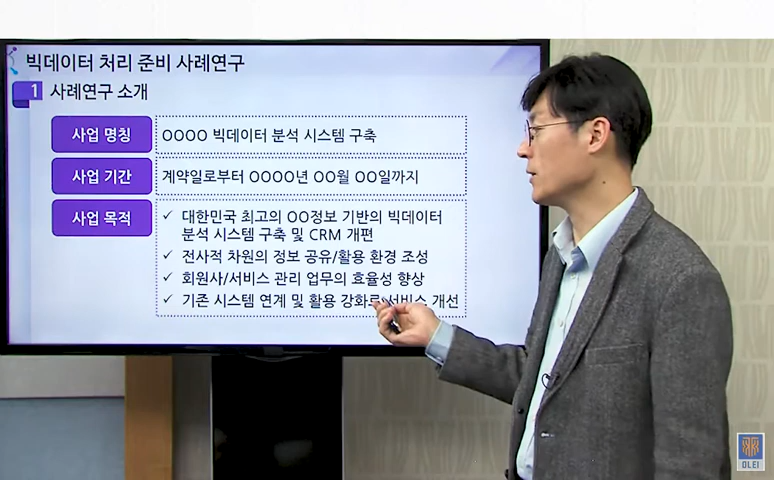 빅데이터 처리 준비 사례연구
1 사례연구 소개
사업 명칭 OOOO 빅데이터 분석 시스템 구축
사업 기간 계약일로부터 OOOO년 OO월 OO일까지
사업 목적 ✓ 대한민국 최고의 OO정보 기반의 빅데이터
분석 시스템 구축 및 CRM 개편
✓ 전사적 차원의 정보 공유/활용 환경 조성
✓ 회원사/서비스 관리 업무의 효율성 향상
✓ 기존 시스템 연계 및 활용 강화로 서비스 개선
OLEI